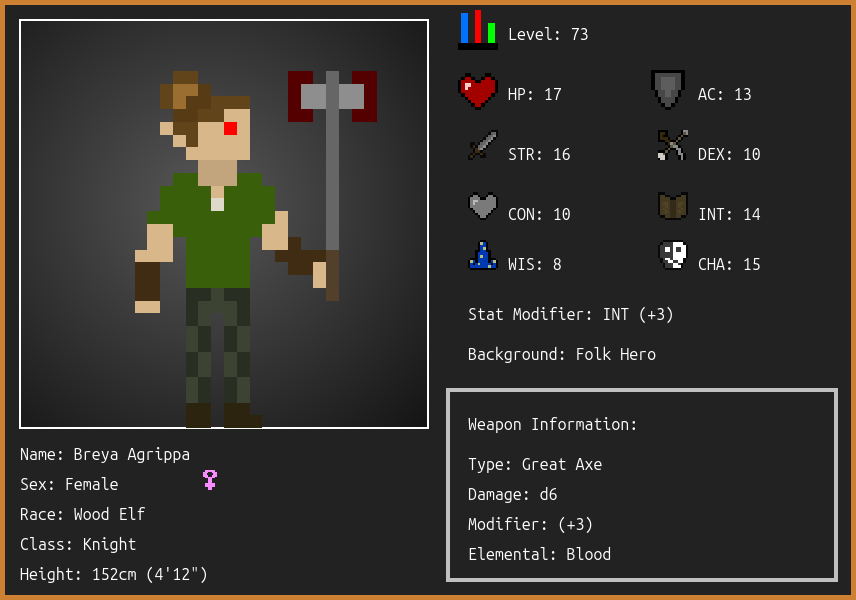 Level: 73
HP: 17
AC: 13
STR: 16
DEX: 10
CON: 10
INT: 14
WIS: 8
CHA: 15
Stat Modifier: INT (+3)
Background: Folk Hero
Weapon Information:
Type: Great Axe
Damage: d6
Modifier: (+3)
Elemental: Blood
Name: Breya Agrippa
Sex: Female
Race: Wood Elf
Class: Knight
Height: 152cm (4'12")